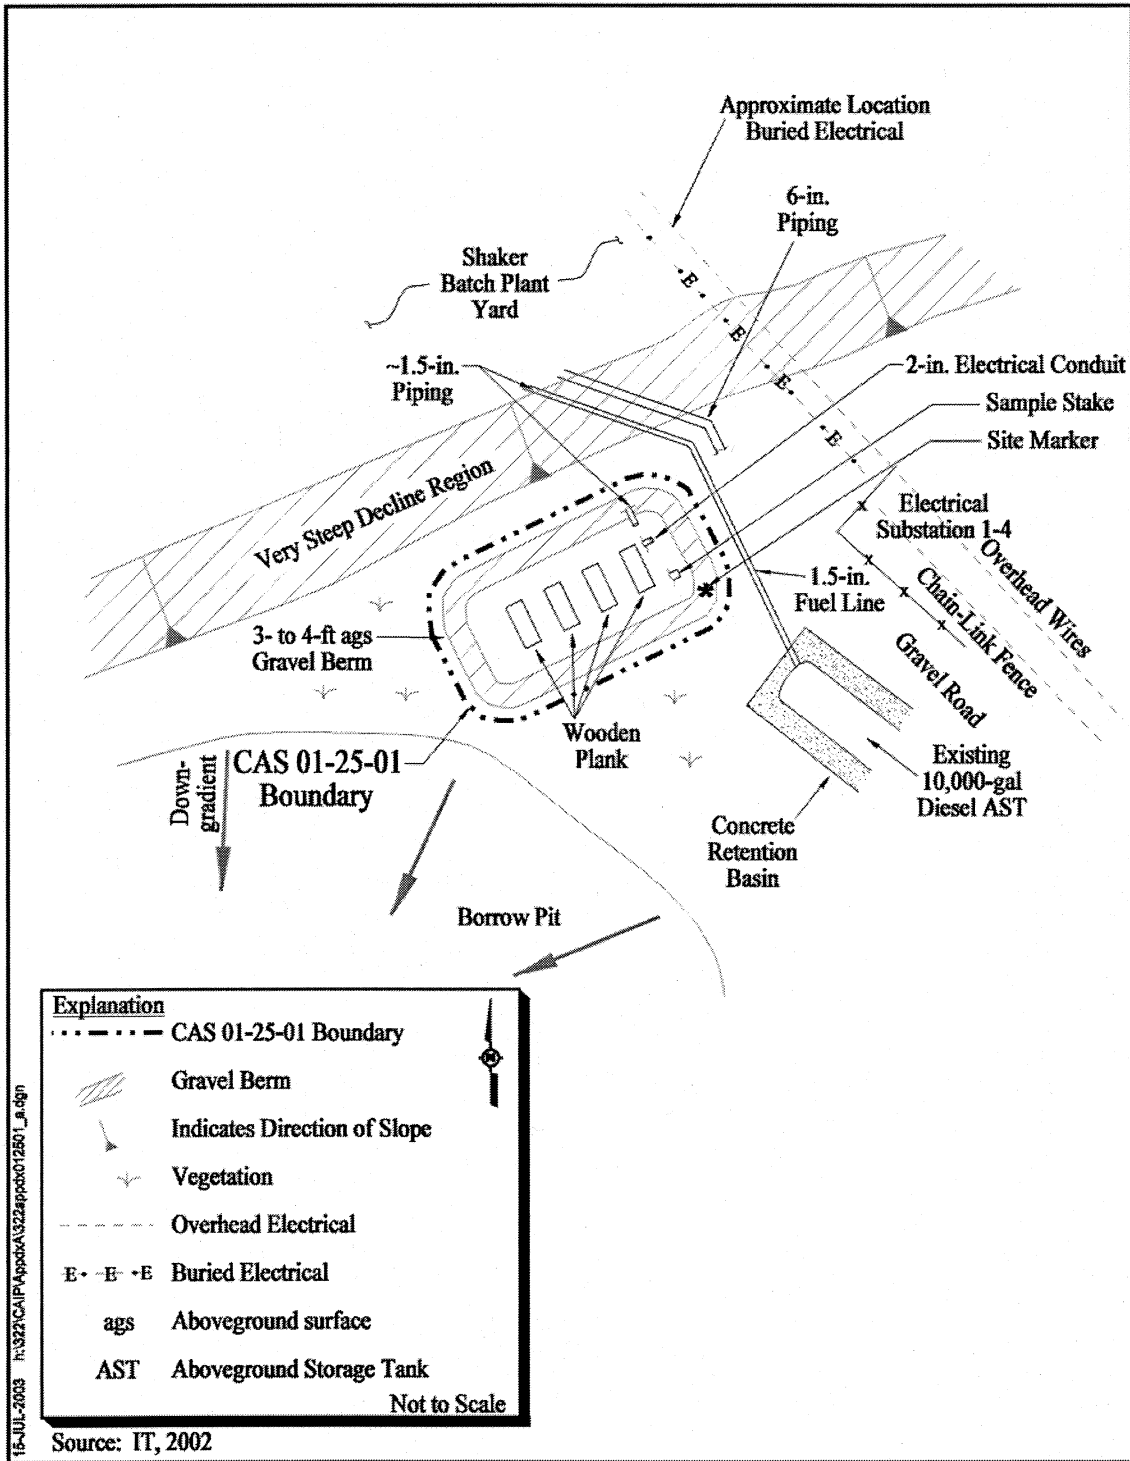 Approximate Location
Buried Electrical
6-in.
Piping
Shaker
Batch Plant
Yard
E
E
E
E
~1.5-in.
Piping
2-in. Electrical Conduit
Sample Stake
Site Marker
Very Steep Decline Region
Electrical
Substation 1-4
Overhead Wires
1.5-in.
Fuel Line
Chain-Link Fence
Gravel Road
3- to 4-ft ags
Gravel Berm
Wooden
Plank
CAS 01-25-01
Boundary
Down-
gradient
Existing
10,000-gal
Diesel AST
Concrete
Retention
Basin
Borrow Pit
Explanation
CAS 01-25-01 Boundary
N
Gravel Berm
Indicates Direction of Slope
Vegetation
Overhead Electrical
E E E Buried Electrical
ags Aboveground surface
AST Aboveground Storage Tank
Not to Scale
Source: IT, 2002
15-JUL-2003 h:\322\CAIP\AppdxA\322appdx012501_a.dgn